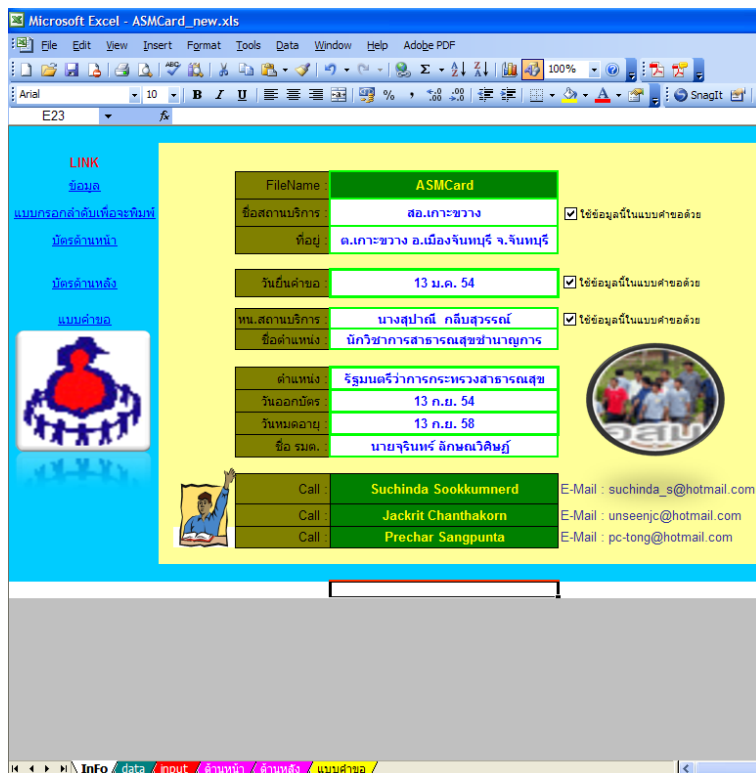 Microsoft Excel - ASMCard_new.xls
File Edit View Insert Format Tools Data Window Help Adobe PDF
100%
Arial 10 B I U SnagIt
E23 fx
LINK
ข้อมูล
แบบกรอกลำดับเพื่อจะพิมพ์
บัตรด้านหน้า
บัตรด้านหลัง
แบบคำขอ
FileName : ASMCard
ชื่อสถานบริการ : สอ.เกาะขวาง ใช้ข้อมูลนี้ในแบบคำขอด้วย
ที่อยู่ : ต.เกาะขวาง อ.เมืองจันทบุรี จ.จันทบุรี
วันยื่นคำขอ : 13 ม.ค. 54 ใช้ข้อมูลนี้ในแบบคำขอด้วย
หน.สถานบริการ : นางสุปาณี กลีบสุวรรณ์ ใช้ข้อมูลนี้ในแบบคำขอด้วย
ชื่อตำแหน่ง : นักวิชาการสาธารณสุขชำนาญการ
ตำแหน่ง : รัฐมนตรีว่าการกระทรวงสาธารณสุข
วันออกบัตร : 13 ก.ย. 54
วันหมดอายุ : 13 ก.ย. 58
ชื่อ รมต. : นายจุรินทร์ ลักษณวิศิษฏ์
อสม
Call : Suchinda Sookkumnerd E-Mail : suchinda_s@hotmail.com
Call : Jackrit Chanthakorn E-Mail : unseenjc@hotmail.com
Call : Prechar Sangpunta E-Mail : pc-tong@hotmail.com
InFo data input ด้านหน้า ด้านหลัง แบบคำขอ